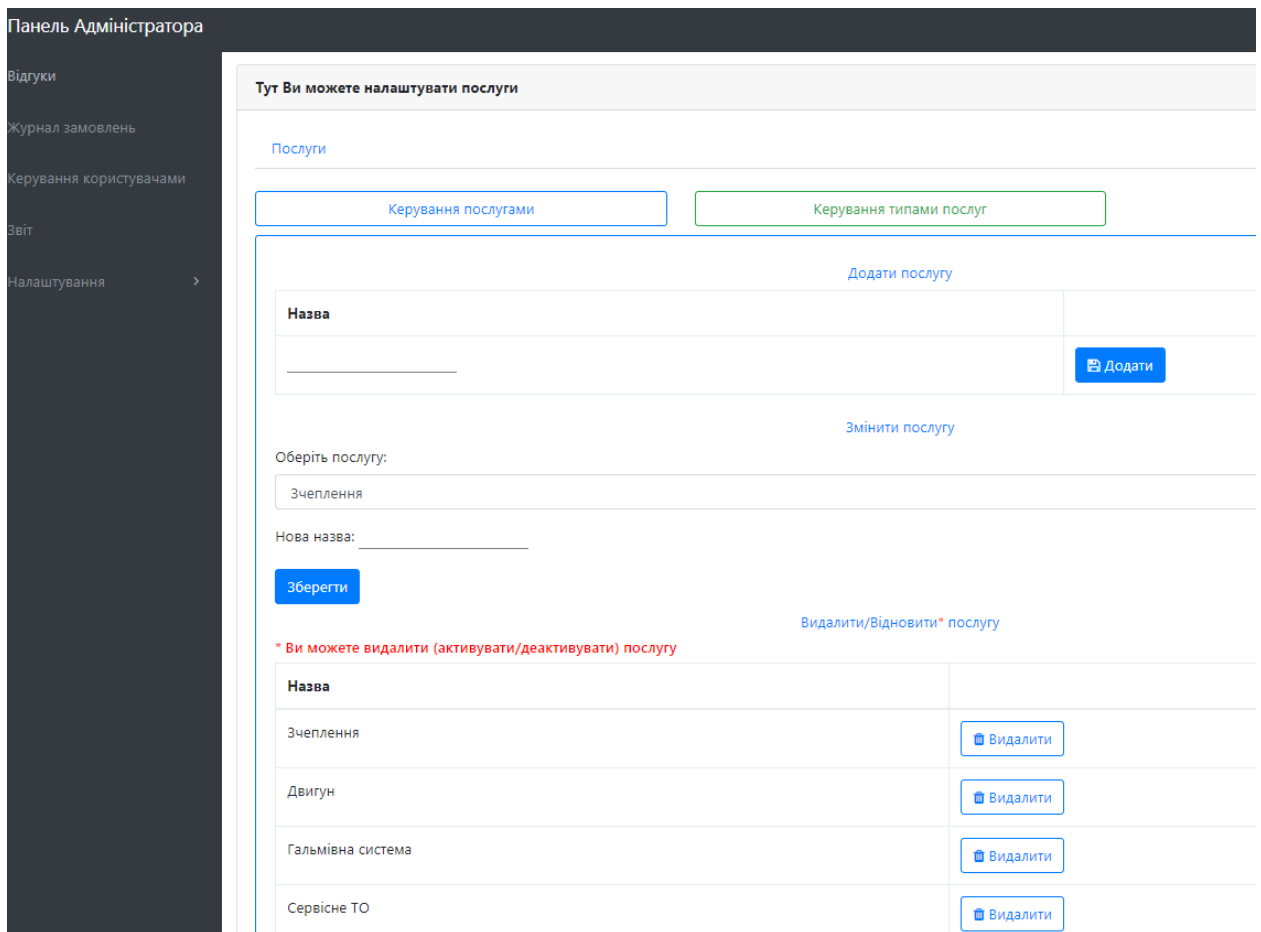 Панель Адміністратора
Відгуки
Журнал замовлень
Керування користувачами
Звіт
Налаштування
Тут Ви можете налаштувати послуги
Послуги
Керування послугами
Керування типами послуг
Додати послугу
Назва
Додати
Змінити послугу
Оберіть послугу:
Зчеплення
Нова назва:
Зберегти
Видалити/Відновити* послугу
* Ви можете видалити (активувати/деактивувати) послугу
Назва
Зчеплення Видалити
Двигун Видалити
Гальмівна система Видалити
Сервісне ТО Видалити